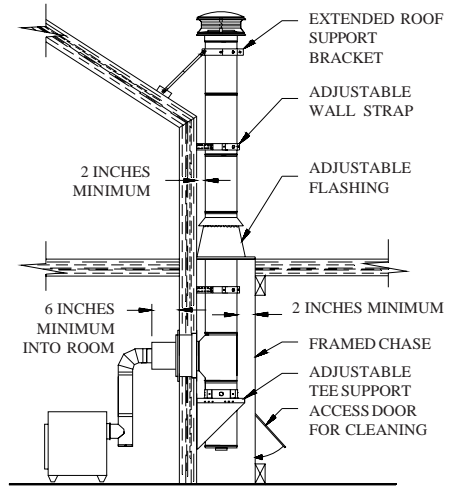 EXTENDED ROOF
SUPPORT
BRACKET
ADJUSTABLE
WALL STRAP
2 INCHES
MINIMUM
ADJUSTABLE
FLASHING
6 INCHES
MINIMUM
INTO ROOM
2 INCHES MINIMUM
FRAMED CHASE
ADJUSTABLE
TEE SUPPORT
ACCESS DOOR
FOR CLEANING